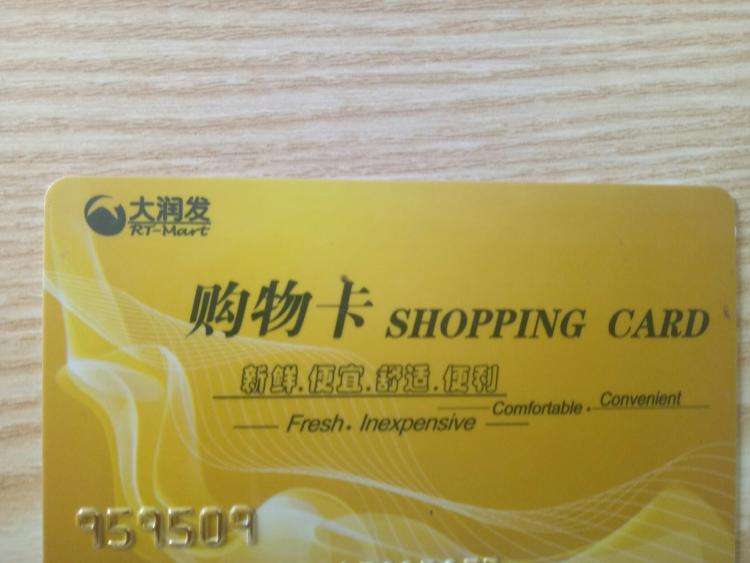 大润发
RT-Mart
购物卡 SHOPPING CARD
新鲜.便宜.舒适.便利
Fresh. Inexpensive
Comfortable. Convenient
959509